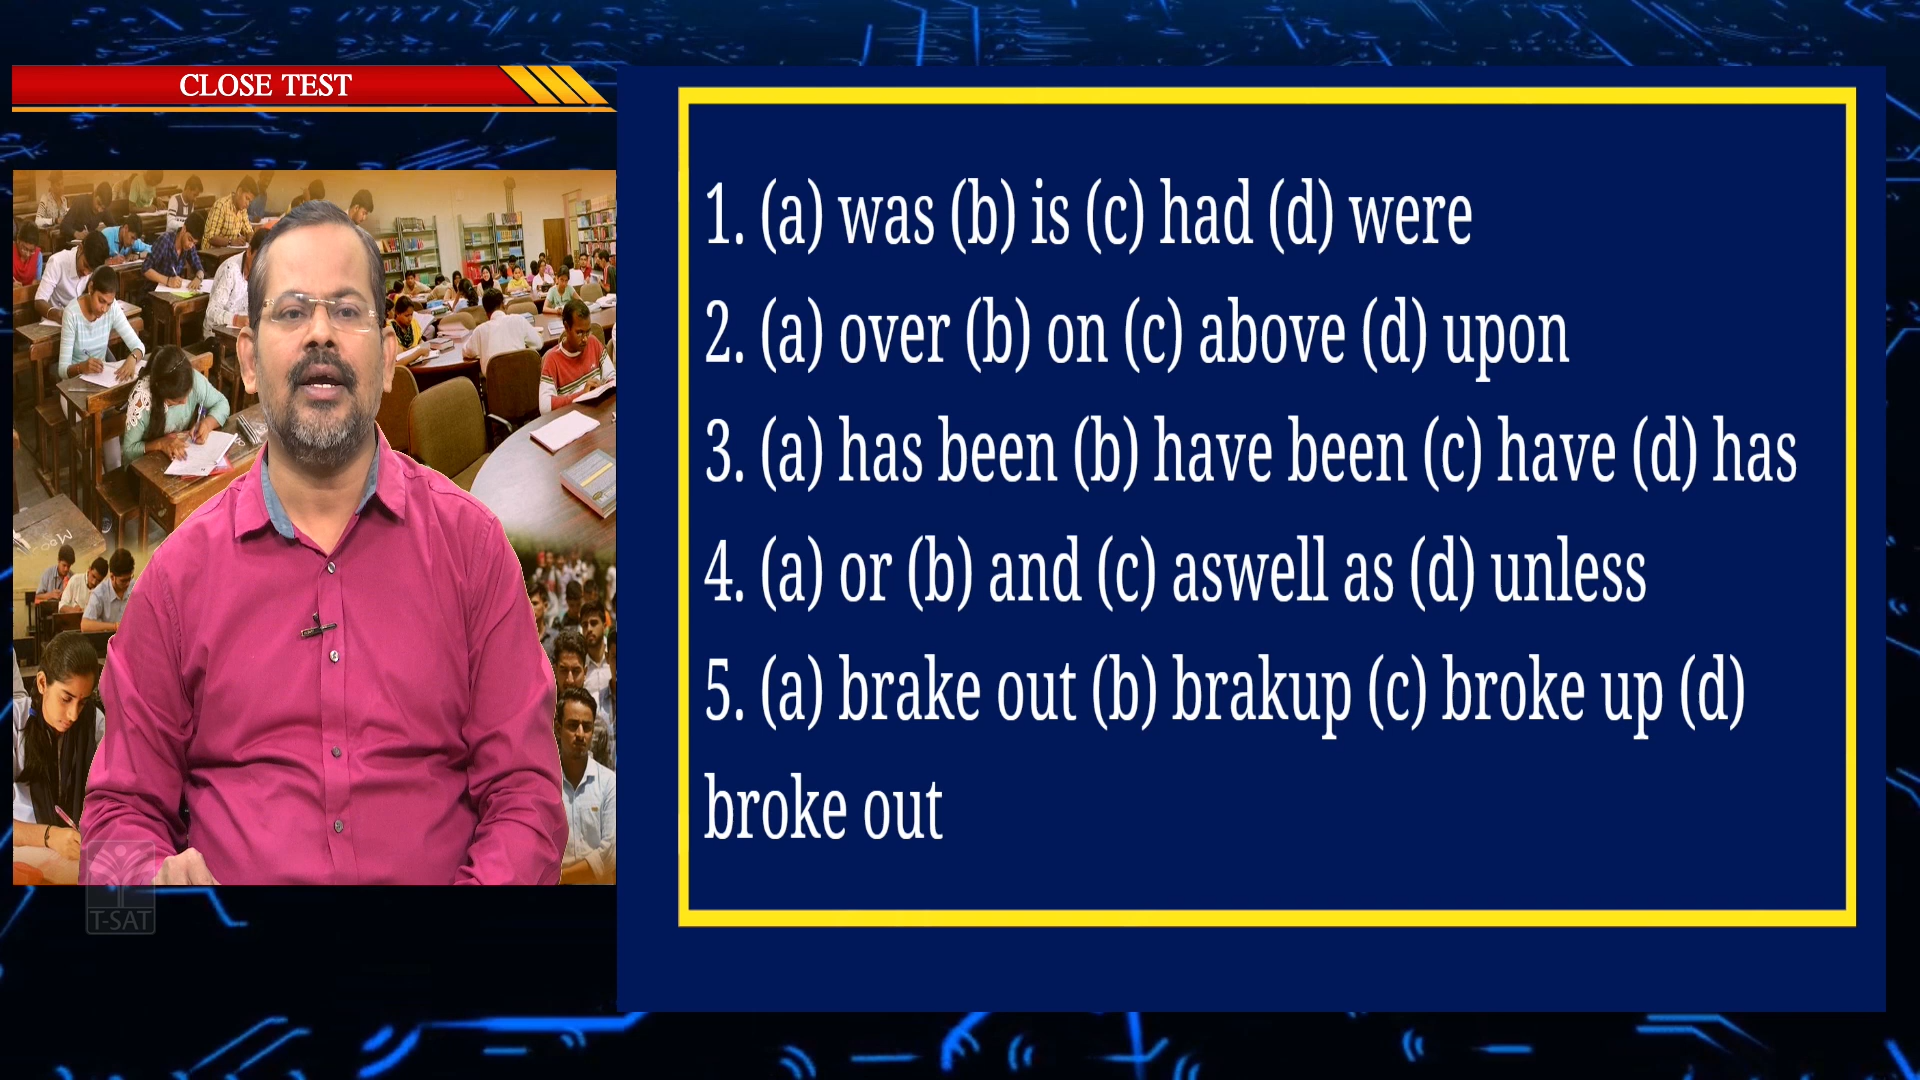 CLOSE TEST
1. (a) was (b) is (c) had (d) were
2. (a) over (b) on (c) above (d) upon
3. (a) has been (b) have been (c) have (d) has
4. (a) or (b) and (c) aswell as (d) unless
5. (a) brake out (b) brakup (c) broke up (d)
broke out
T-SAT